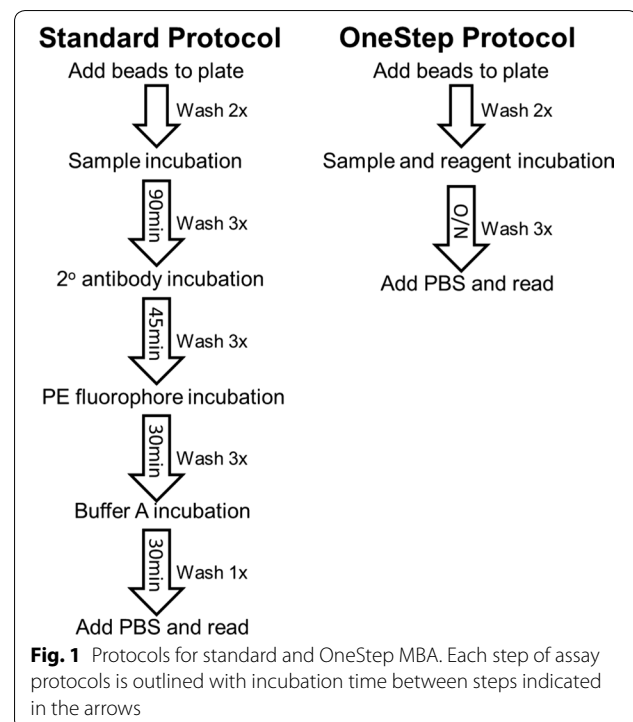 Standard Protocol
Add beads to plate
Wash 2x
Sample incubation
90min
Wash 3x
2º antibody incubation
45min
Wash 3x
PE fluorophore incubation
30min
Wash 3x
Buffer A incubation
30min
Wash 1x
Add PBS and read
OneStep Protocol
Add beads to plate
Wash 2x
Sample and reagent incubation
O/N
Wash 3x
Add PBS and read
Fig. 1 Protocols for standard and OneStep MBA. Each step of assay
protocols is outlined with incubation time between steps indicated
in the arrows